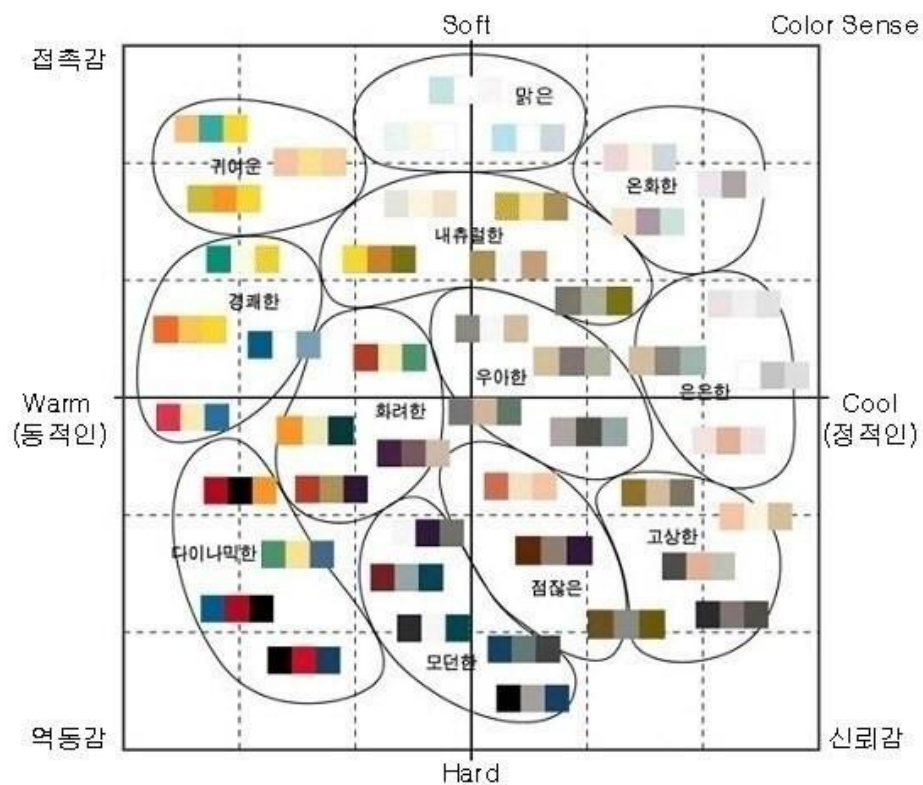 Soft
Color Sense
접촉감
맑은
귀여운
온화한
내츄럴한
경쾌한
우아한
은은한
Warm
(동적인)
화려한
Cool
(정적인)
다이나믹한
고상한
점잖은
모던한
역동감
신뢰감
Hard